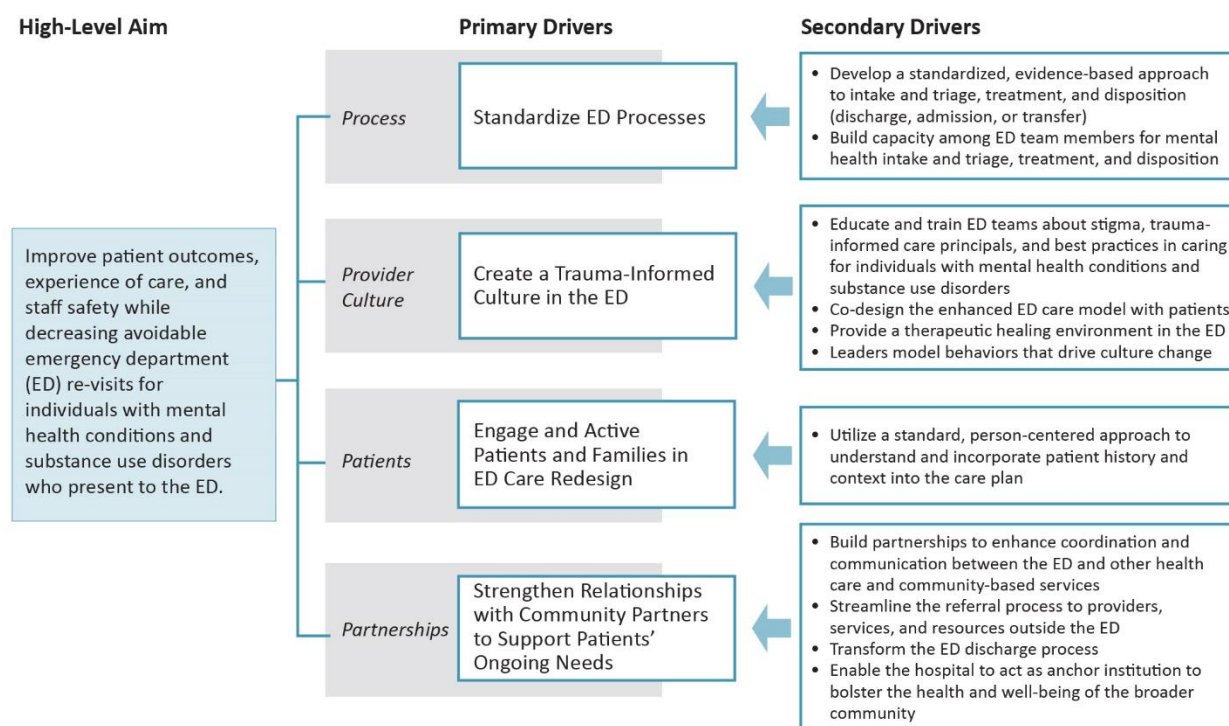 High-Level Aim
Primary Drivers
Secondary Drivers
Improve patient outcomes,
experience of care, and
staff safety while
decreasing avoidable
emergency department
(ED) re-visits for
individuals with mental
health conditions and
substance use disorders
who present to the ED.
Process
Standardize ED Processes
• Develop a standardized, evidence-based approach
to intake and triage, treatment, and disposition
(discharge, admission, or transfer)
• Build capacity among ED team members for mental
health intake and triage, treatment, and disposition
Provider
Culture
Create a Trauma-Informed
Culture in the ED
• Educate and train ED teams about stigma, trauma-
informed care principals, and best practices in caring
for individuals with mental health conditions and
substance use disorders
• Co-design the enhanced ED care model with patients
• Provide a therapeutic healing environment in the ED
• Leaders model behaviors that drive culture change
Patients
Engage and Active
Patients and Families in
ED Care Redesign
• Utilize a standard, person-centered approach to
understand and incorporate patient history and
context into the care plan
Partnerships
Strengthen Relationships
with Community Partners
to Support Patients’
Ongoing Needs
• Build partnerships to enhance coordination and
communication between the ED and other health
care and community-based services
• Streamline the referral process to providers,
services, and resources outside the ED
• Transform the ED discharge process
• Enable the hospital to act as anchor institution to
bolster the health and well-being of the broader
community